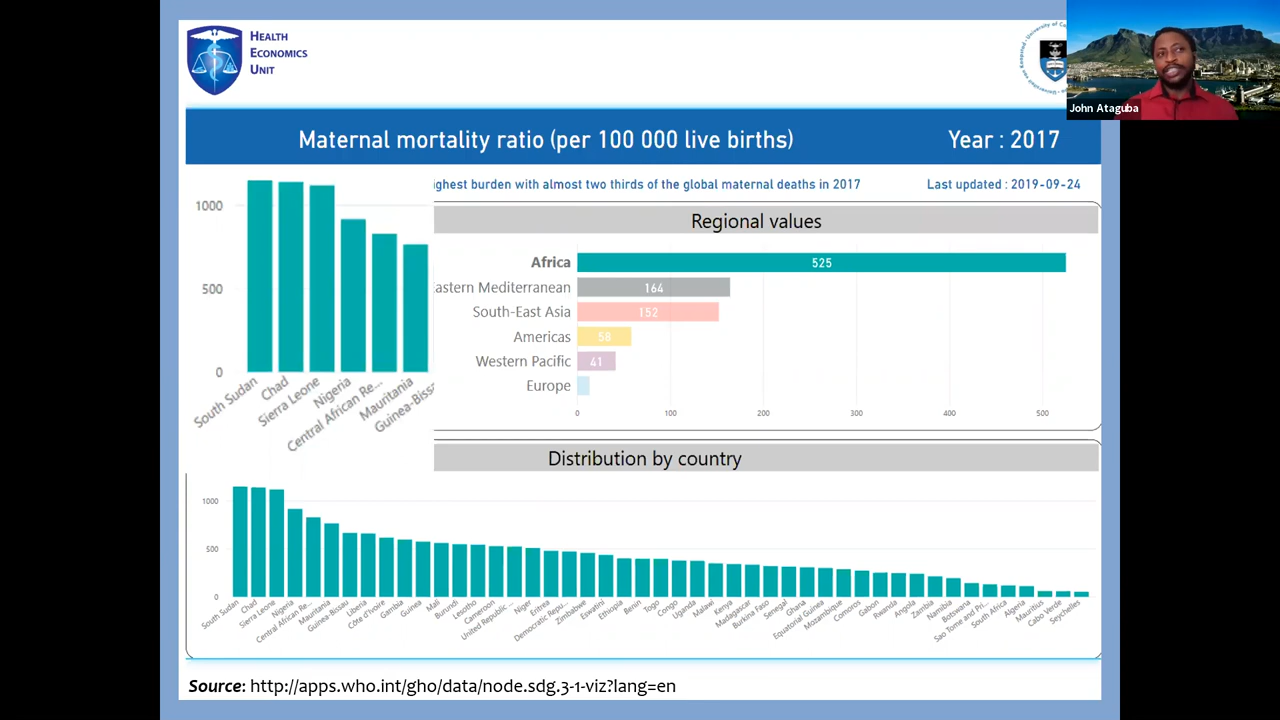 HEALTH
ECONOMICS
UNIT
John Ataguba
Maternal mortality ratio (per 100 000 live births)
Year : 2017
ighest burden with almost two thirds of the global maternal deaths in 2017
Last updated : 2019-09-24
1000
500
0
South Sudan
Chad
Sierra Leone
Nigeria
Central African Re...
Mauritania
Guinea-Bissa
Regional values
Africa 525
astern Mediterranean 164
South-East Asia 152
Americas 58
Western Pacific 41
Europe
0 100 200 300 400 500
Distribution by country
1000
500
0
South Sudan
Chad
Sierra Leone
Nigeria
Central African Re...
Mauritania
Guinea-Bissau
Liberia
Côte d'Ivoire
Gambia
Guinea
Mali
Burundi
Lesotho
Cameroon
United Republic ...
Niger
Eritrea
Democratic Repu...
Zimbabwe
Eswatini
Ethiopia
Benin
Togo
Congo
Uganda
Malawi
Kenya
Madagascar
Burkina Faso
Senegal
Ghana
Equatorial Guinea
Mozambique
Comoros
Gabon
Rwanda
Angola
Zambia
Namibia
Botswana
Sao Tome and Pri...
South Africa
Algeria
Mauritius
Cabo Verde
Seychelles
Source: http://apps.who.int/gho/data/node.sdg.3-1-viz?lang=en